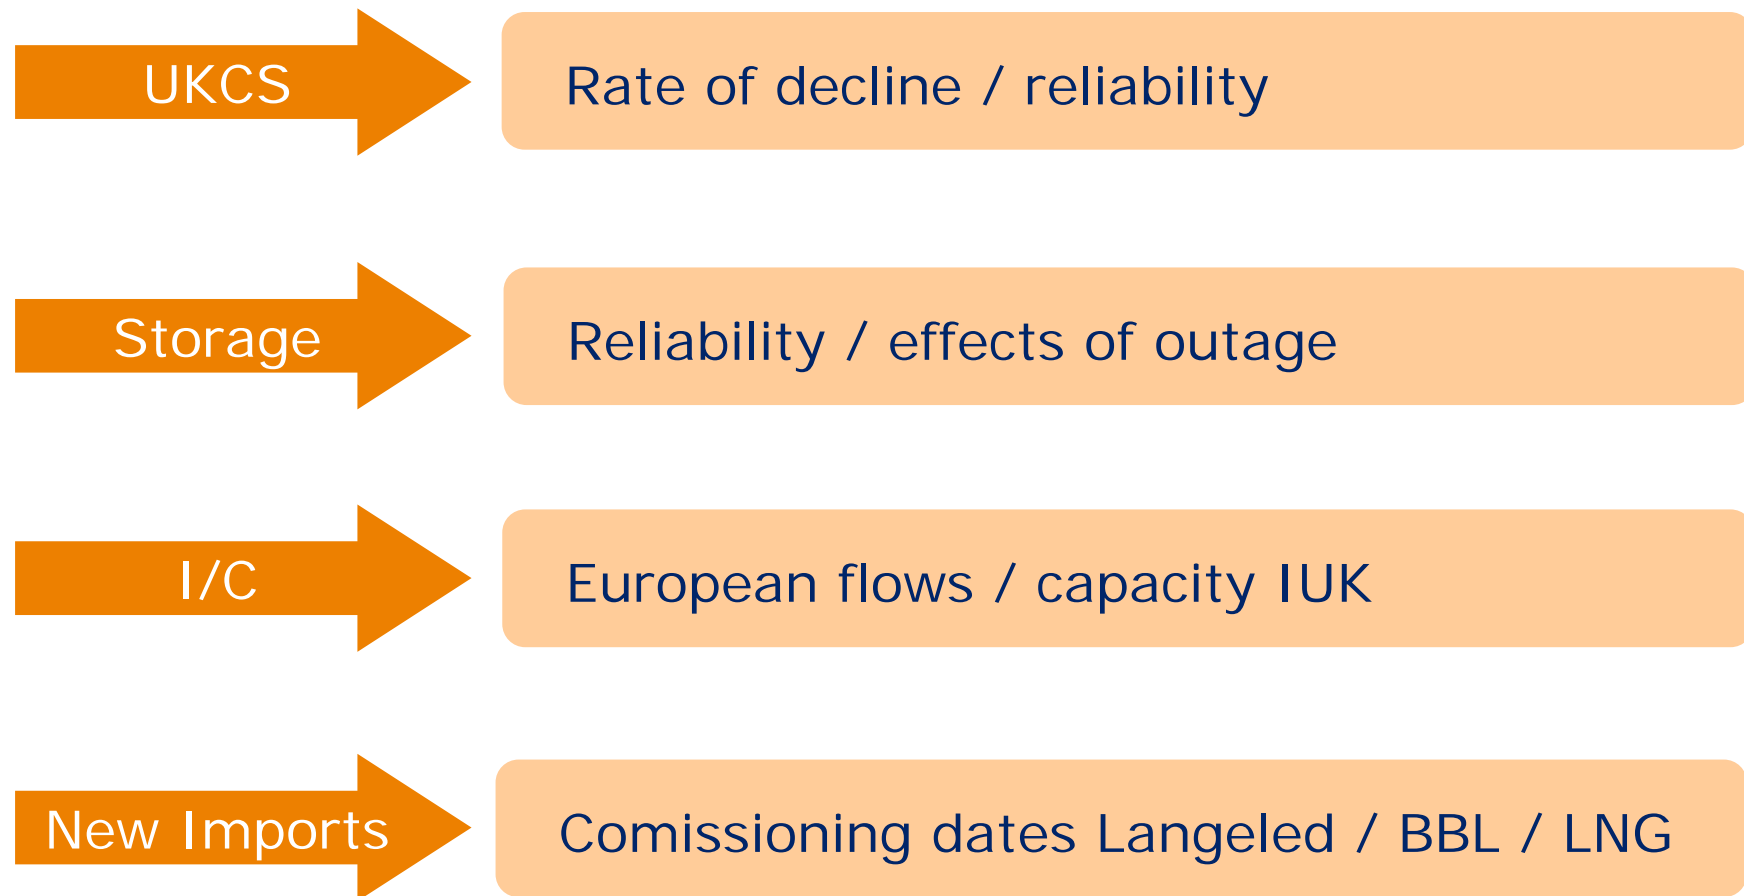 UKCS
Rate of decline / reliability
Storage
Reliability / effects of outage
I/C
European flows / capacity IUK
New Imports
Comissioning dates Langeled / BBL / LNG